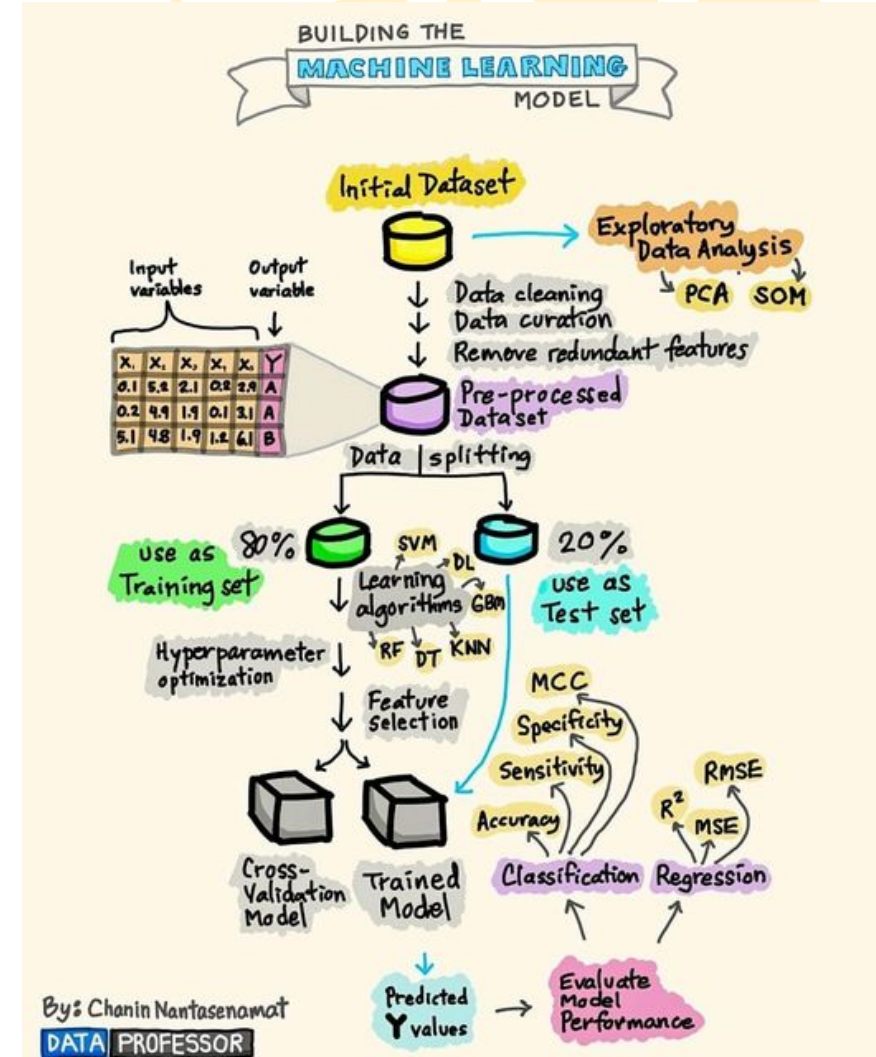 BUILDING THE
MACHINE LEARNING
MODEL
Initial Dataset
Exploratory
Data Analysis
PCA SOM
Input
variables
Output
variable
Data cleaning
Data curation
Remove redundant features
X₁ X₂ X₃ X₄ X₅ Y
0.1 5.2 2.1 0.2 2.9 A
0.2 4.9 1.9 0.1 3.1 A
5.1 4.8 1.9 1.2 6.1 B
Pre-processed
Dataset
Data splitting
80%
use as
Training set
20%
use as
Test set
SVM
DL
Learning
algorithms
GBM
RF DT KNN
Hyperparameter
optimization
Feature
selection
MCC
Specificity
Sensitivity
Accuracy
RMSE
R²
MSE
Cross-
Validation
Model
Trained
Model
Classification
Regression
Predicted
Y values
Evaluate
Model
Performance
By: Chanin Nantasenamat
DATA PROFESSOR